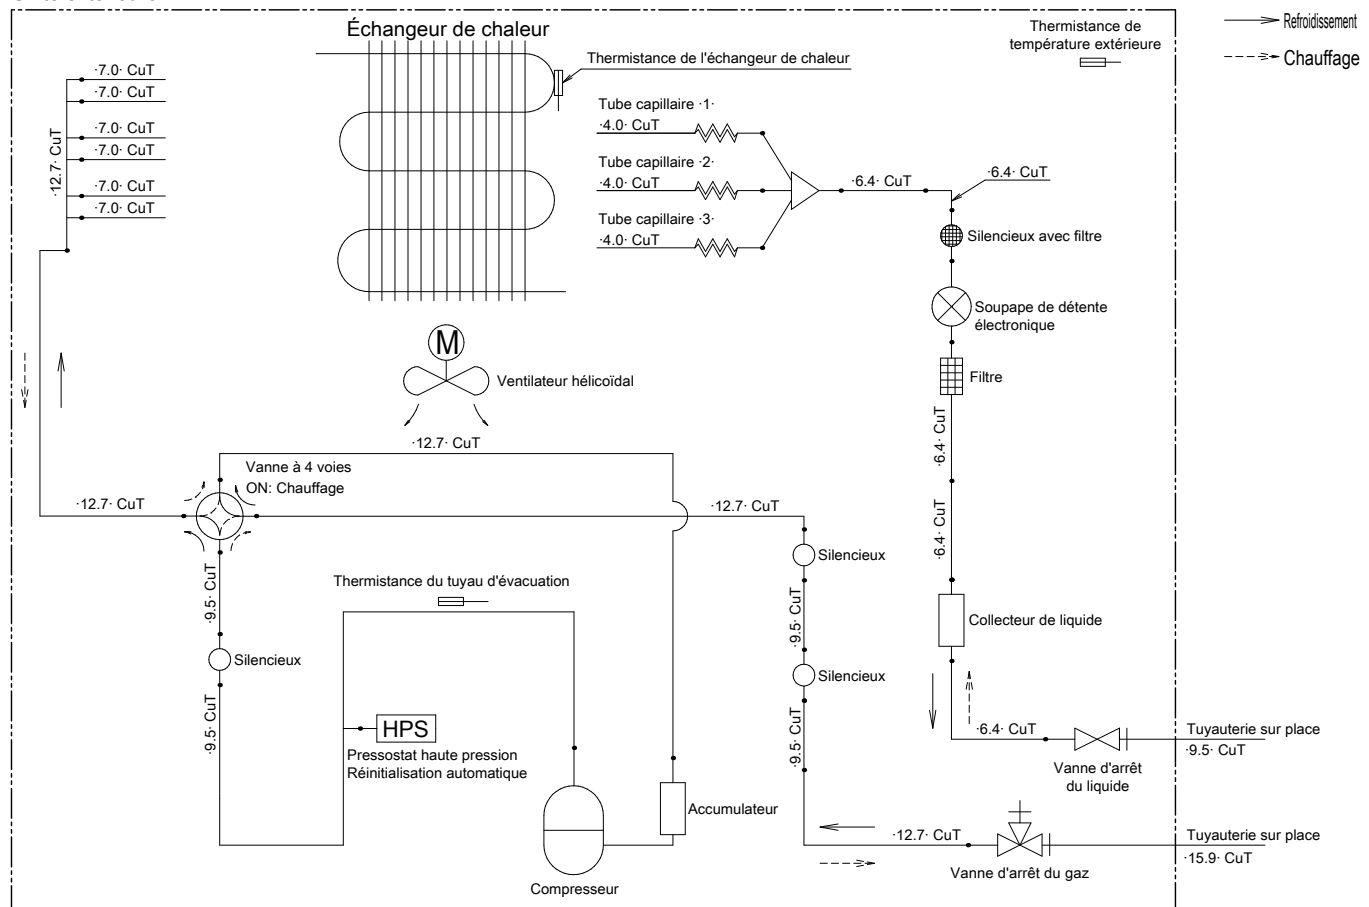 Échangeur de chaleur
Thermistance de
température extérieure
Refroidissement
Chauffage
Thermistance de l'échangeur de chaleur
·7.0· CuT
·7.0· CuT
·7.0· CuT
·7.0· CuT
·7.0· CuT
·7.0· CuT
·12.7· CuT
Tube capillaire ·1·
·4.0· CuT
Tube capillaire ·2·
·4.0· CuT
Tube capillaire ·3·
·4.0· CuT
·6.4· CuT
·6.4· CuT
Silencieux avec filtre
Soupape de détente
électronique
Filtre
M
Ventilateur hélicoïdal
·12.7· CuT
·6.4· CuT
·6.4· CuT
Vanne à 4 voies
ON: Chauffage
·12.7· CuT
·12.7· CuT
Silencieux
Thermistance du tuyau d'évacuation
·9.5· CuT
·9.5· CuT
Collecteur de liquide
Silencieux
Silencieux
·9.5· CuT
·9.5· CuT
HPS
Pressostat haute pression
Réinitialisation automatique
·6.4· CuT
Tuyauterie sur place
·9.5· CuT
Vanne d'arrêt
du liquide
Accumulateur
·12.7· CuT
Tuyauterie sur place
·15.9· CuT
Vanne d'arrêt du gaz
Compresseur